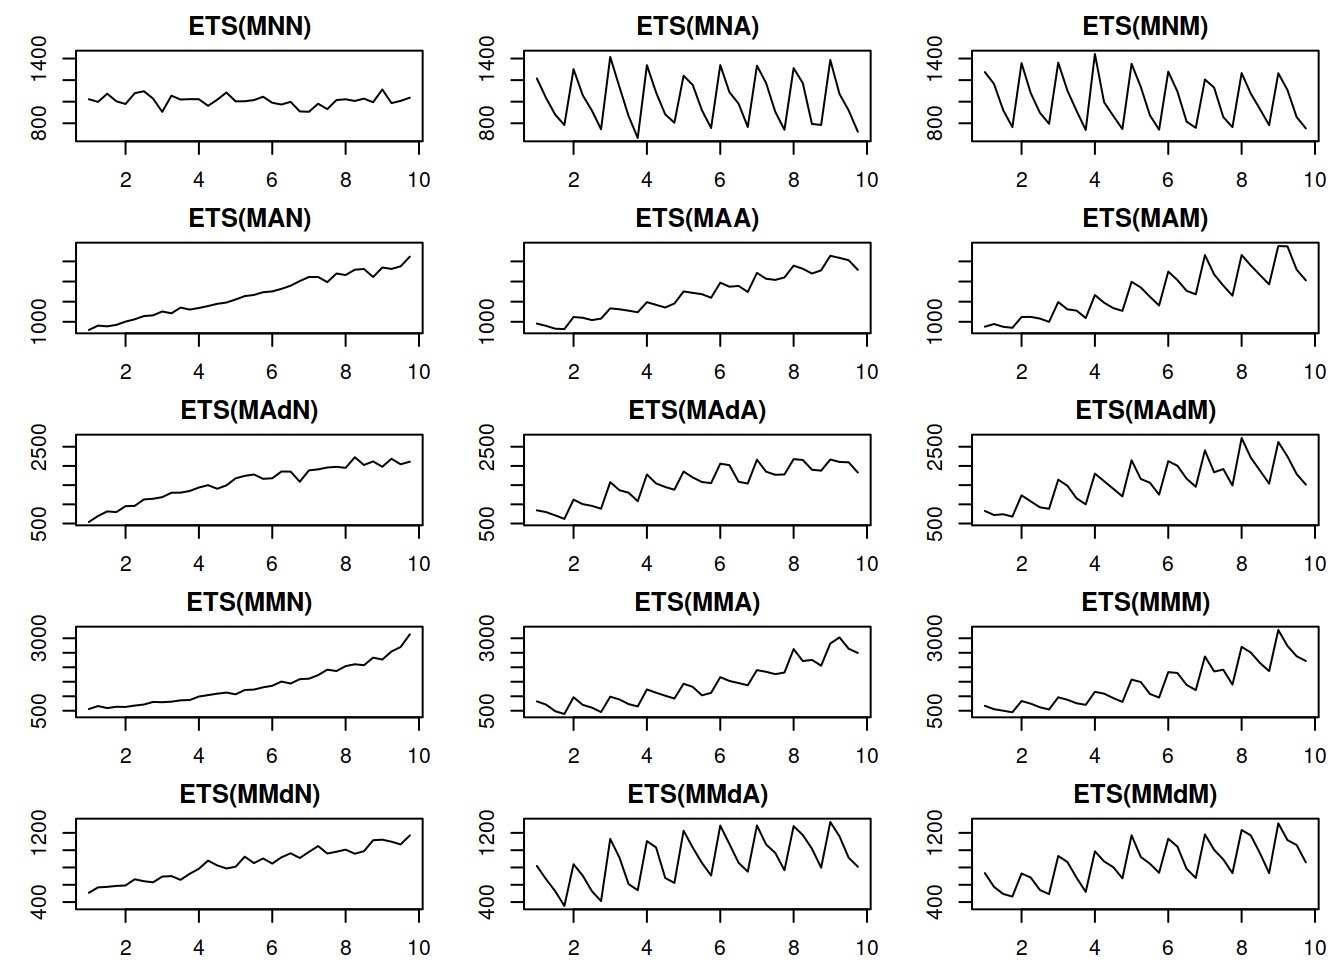 ETS(MNN) ETS(MNA) ETS(MNM)
1400 1400 1400
800 800 800
2 4 6 8 10 2 4 6 8 10 2 4 6 8 10
ETS(MAN) ETS(MAA) ETS(MAM)
1000 1000 1000
2 4 6 8 10 2 4 6 8 10 2 4 6 8 10
ETS(MAdN) ETS(MAdA) ETS(MAdM)
2500 2500 2500
500 500 500
2 4 6 8 10 2 4 6 8 10 2 4 6 8 10
ETS(MMN) ETS(MMA) ETS(MMM)
3000 3000 3000
500 500 500
2 4 6 8 10 2 4 6 8 10 2 4 6 8 10
ETS(MMdN) ETS(MMdA) ETS(MMdM)
1200 1200 1200
400 400 400
2 4 6 8 10 2 4 6 8 10 2 4 6 8 10